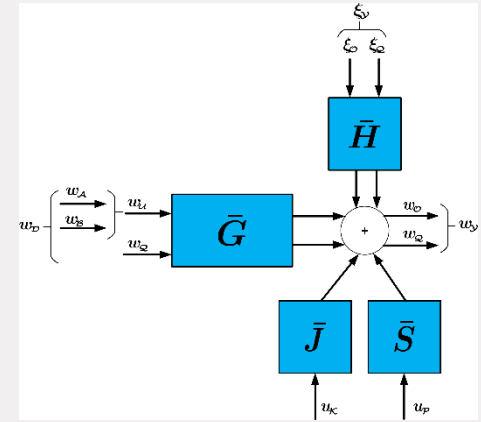 ξ𝒴
ξ𝒪 ξ𝒬
H̄
w𝒟 w𝒜 w𝒰 w𝒪
wℬ Ḡ + w𝒴
w𝒬 w𝒬
J̄ S̄
u𝒦 u𝒫